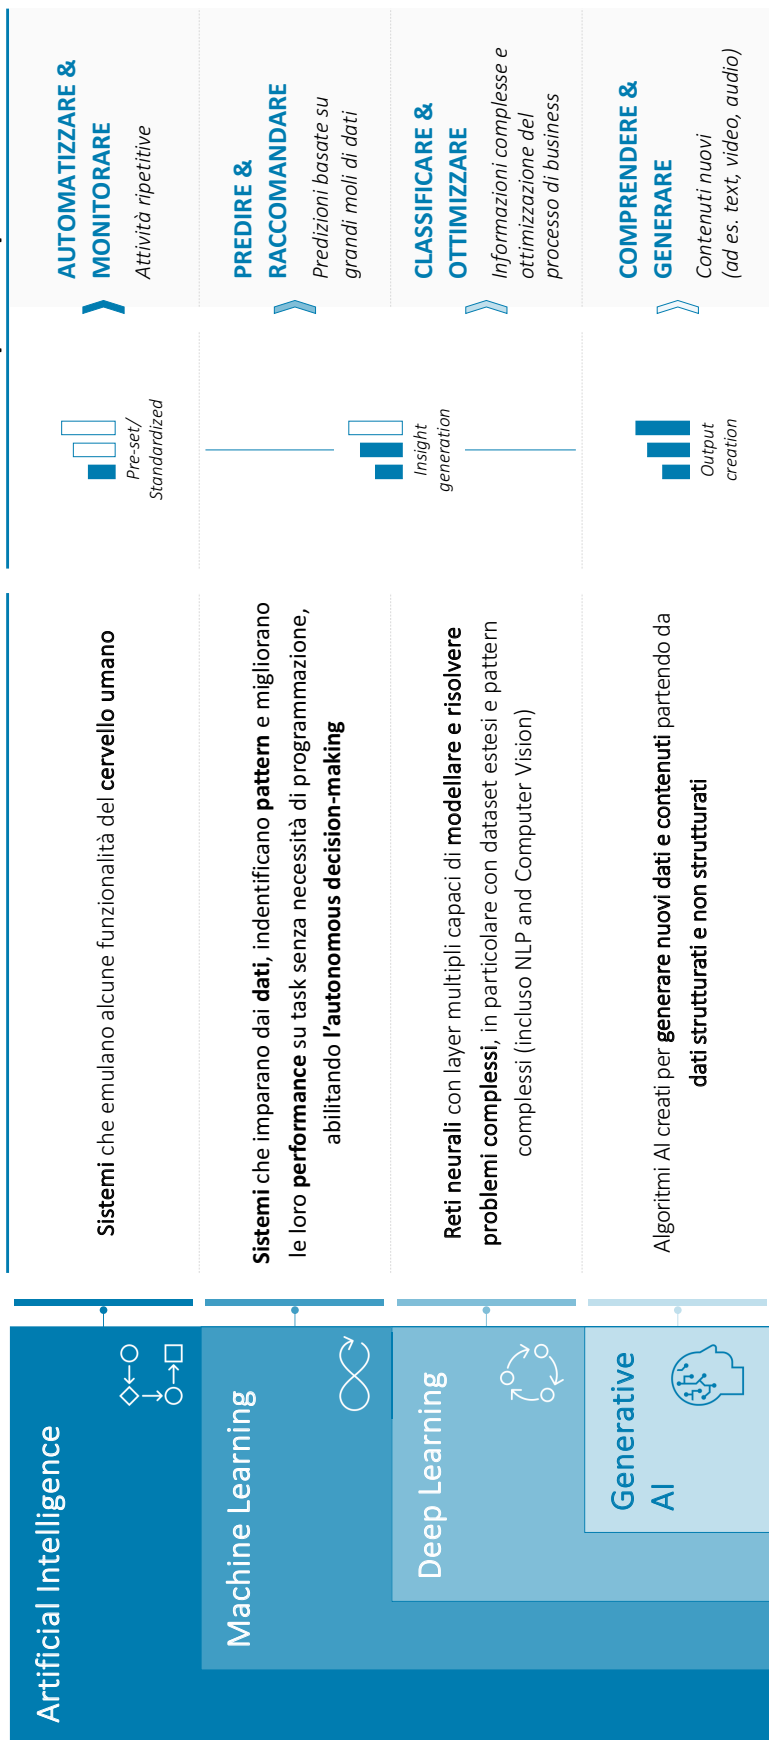 Artificial Intelligence
Sistemi che emulano alcune funzionalità del cervello umano
Pre-set/
Standardized
AUTOMATIZZARE &
MONITORARE
Attività ripetitive
Machine Learning
Sistemi che imparano dai dati, indentificano pattern e migliorano
le loro performance su task senza necessità di programmazione,
abilitando l'autonomous decision-making
Insight
generation
PREDIRE &
RACCOMANDARE
Predizioni basate su
grandi moli di dati
Deep Learning
Reti neurali con layer multipli capaci di modellare e risolvere
problemi complessi, in particolare con dataset estesi e pattern
complessi (incluso NLP and Computer Vision)
CLASSIFICARE &
OTTIMIZZARE
Informazioni complesse e
ottimizzazione del
processo di business
Generative
AI
Algoritmi AI creati per generare nuovi dati e contenuti partendo da
dati strutturati e non strutturati
Output
creation
COMPRENDERE &
GENERARE
Contenuti nuovi
(ad es. text, video, audio)